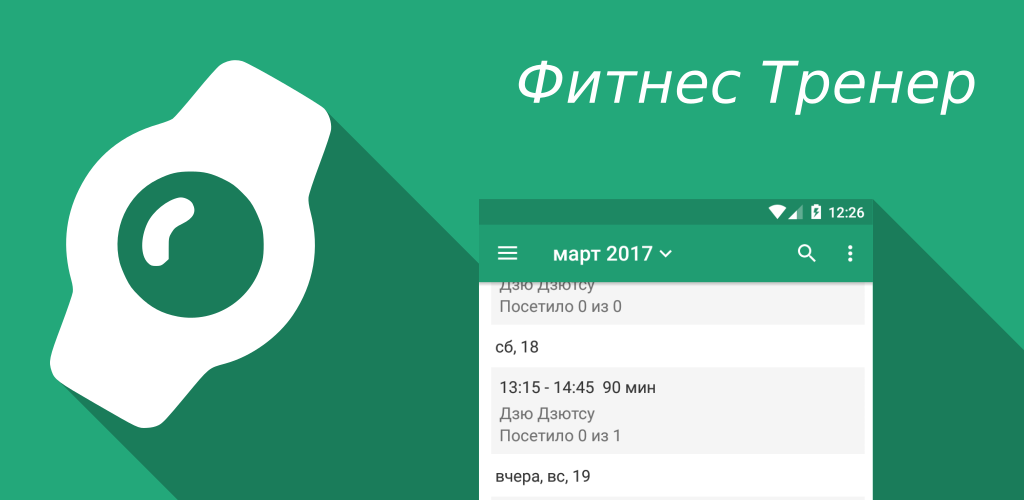 Фитнес Тренер
12:26
март 2017
Дзю Дзютсу
Посетило 0 из 0
сб, 18
13:15 - 14:45 90 мин
Дзю Дзютсу
Посетило 0 из 1
вчера, вс, 19